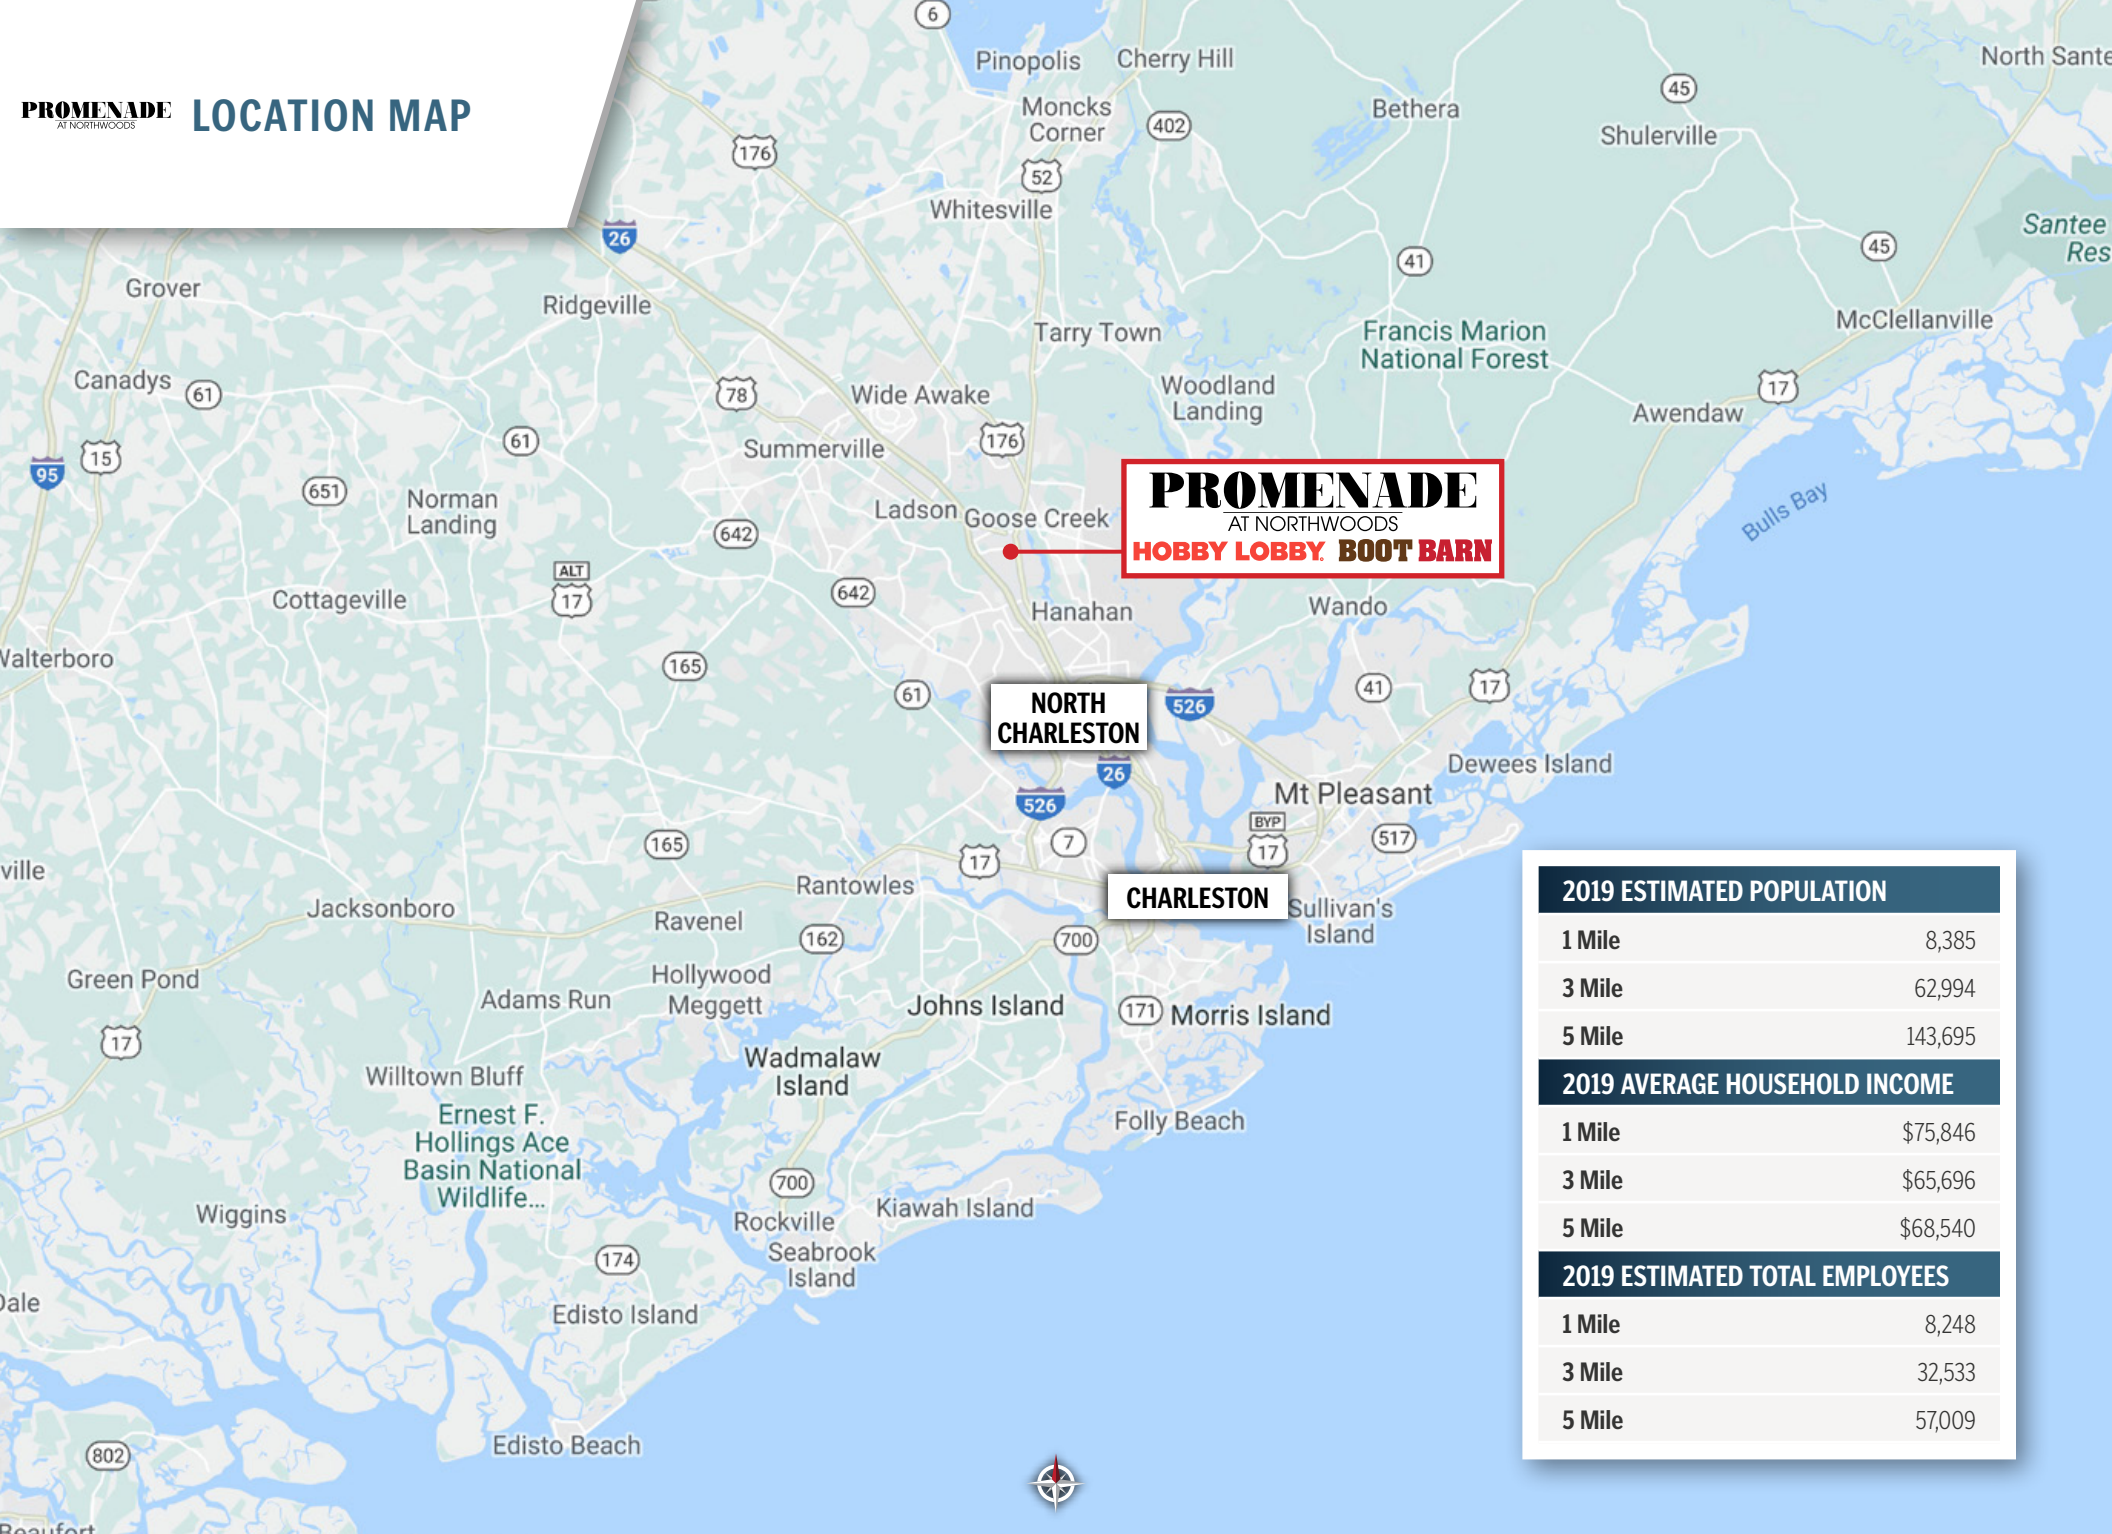 PROMENADE
AT NORTHWOODS
LOCATION MAP
6
Pinopolis
Cherry Hill
North Sante
Moncks
Corner
402
Bethera
45
Shulerville
176
52
Whitesville
26
41
45
Santee
Res
Grover
Ridgeville
Tarry Town
Francis Marion
National Forest
McClellanville
Canadys
61
78
Wide Awake
Woodland
Landing
17
Awendaw
61
15
95
Summerville
176
651
Norman
Landing
Ladson
Goose Creek
642
PROMENADE
AT NORTHWOODS
HOBBY LOBBY BOOT BARN
Bulls Bay
ALT
17
Cottageville
642
Hanahan
Wando
Walterboro
165
61
NORTH
CHARLESTON
526
41
17
26
526
Dewees Island
Mt Pleasant
BYP
17
517
7
165
17
ville
Rantowles
CHARLESTON
Sullivan's
Island
Jacksonboro
Ravenel
162
700
Green Pond
Hollywood
Meggett
Adams Run
Johns Island
171
Morris Island
17
Wadmalaw
Island
Willtown Bluff
Ernest F.
Hollings Ace
Basin National
Wildlife...
Folly Beach
700
Wiggins
Rockville
Kiawah Island
Seabrook
Island
174
Dale
Edisto Island
Edisto Beach
802
Beaufort
2019 ESTIMATED POPULATION
1 Mile 8,385
3 Mile 62,994
5 Mile 143,695
2019 AVERAGE HOUSEHOLD INCOME
1 Mile $75,846
3 Mile $65,696
5 Mile $68,540
2019 ESTIMATED TOTAL EMPLOYEES
1 Mile 8,248
3 Mile 32,533
5 Mile 57,009